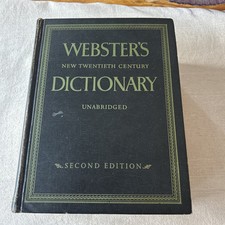 WEBSTER'S
NEW TWENTIETH CENTURY
DICTIONARY
UNABRIDGED
SECOND EDITION